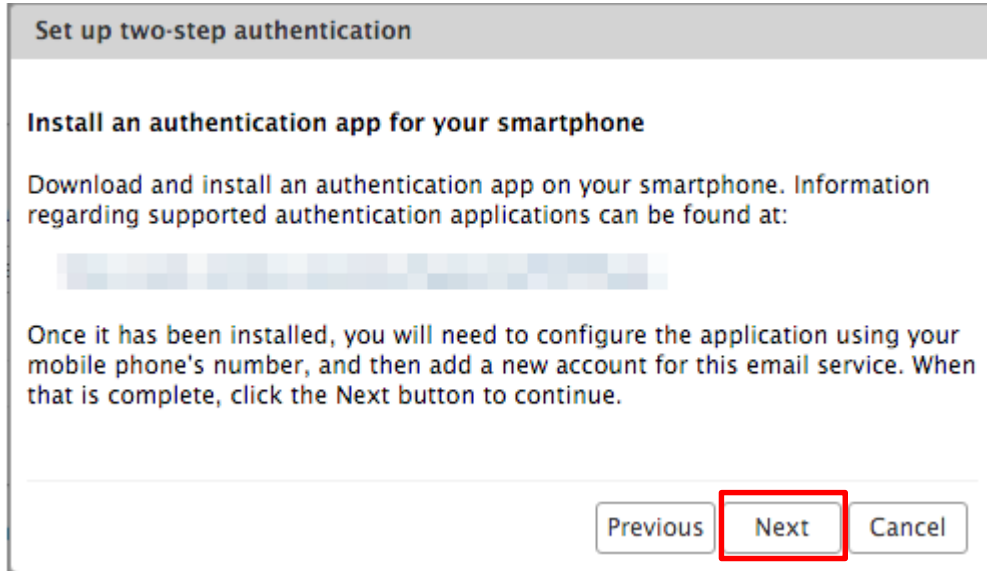 Set up two-step authentication
Install an authentication app for your smartphone
Download and install an authentication app on your smartphone. Information
regarding supported authentication applications can be found at:
Once it has been installed, you will need to configure the application using your
mobile phone's number, and then add a new account for this email service. When
that is complete, click the Next button to continue.
Previous Next Cancel